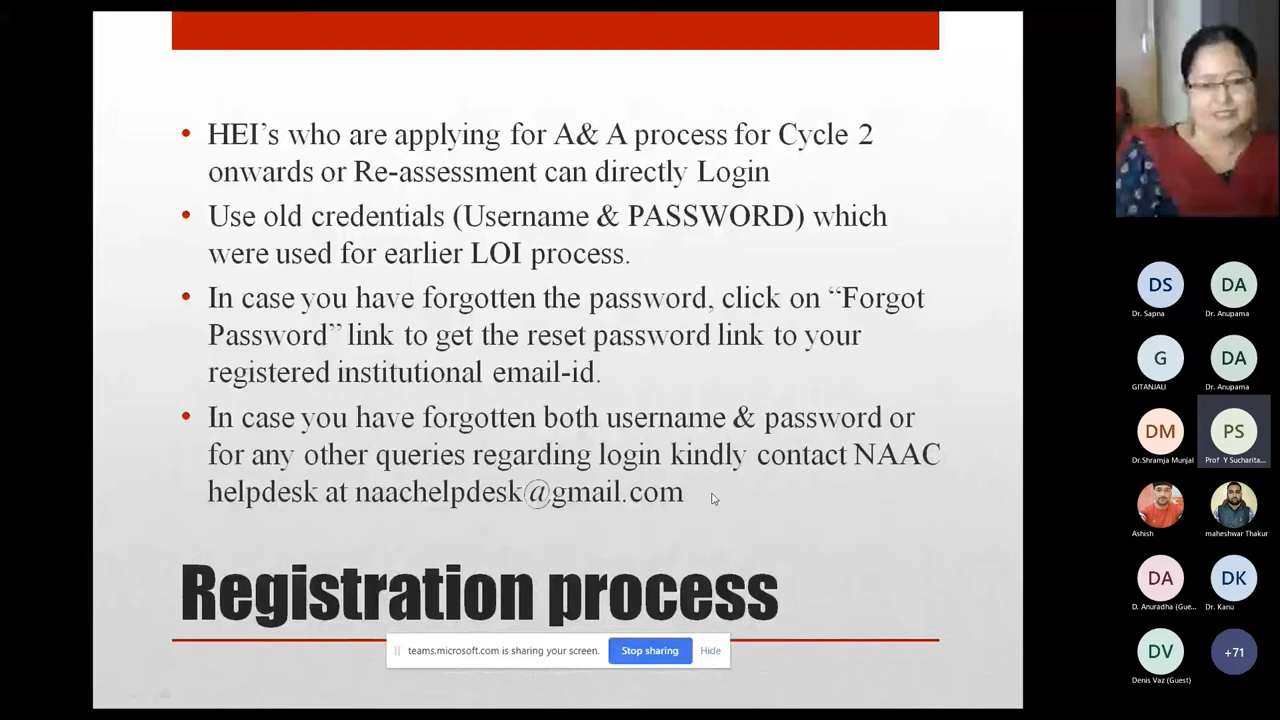 • HEI’s who are applying for A& A process for Cycle 2
onwards or Re-assessment can directly Login
• Use old credentials (Username & PASSWORD) which
were used for earlier LOI process.
• In case you have forgotten the password, click on “Forgot
Password” link to get the reset password link to your
registered institutional email-id.
• In case you have forgotten both username & password or
for any other queries regarding login kindly contact NAAC
helpdesk at naachelpdesk@gmail.com
Registration process
teams.microsoft.com is sharing your screen. Stop sharing Hide
DS DA
Dr. Sapna Dr. Anupama
G DA
GITANJALI Dr. Anupama
DM PS
Dr.Shramja Munjal Prof Y Sucharita...
Ashish maheshwar Thakur
DA DK
D. Anuradha (Gue... Dr. Kanu
DV +71
Denis Vaz (Guest)